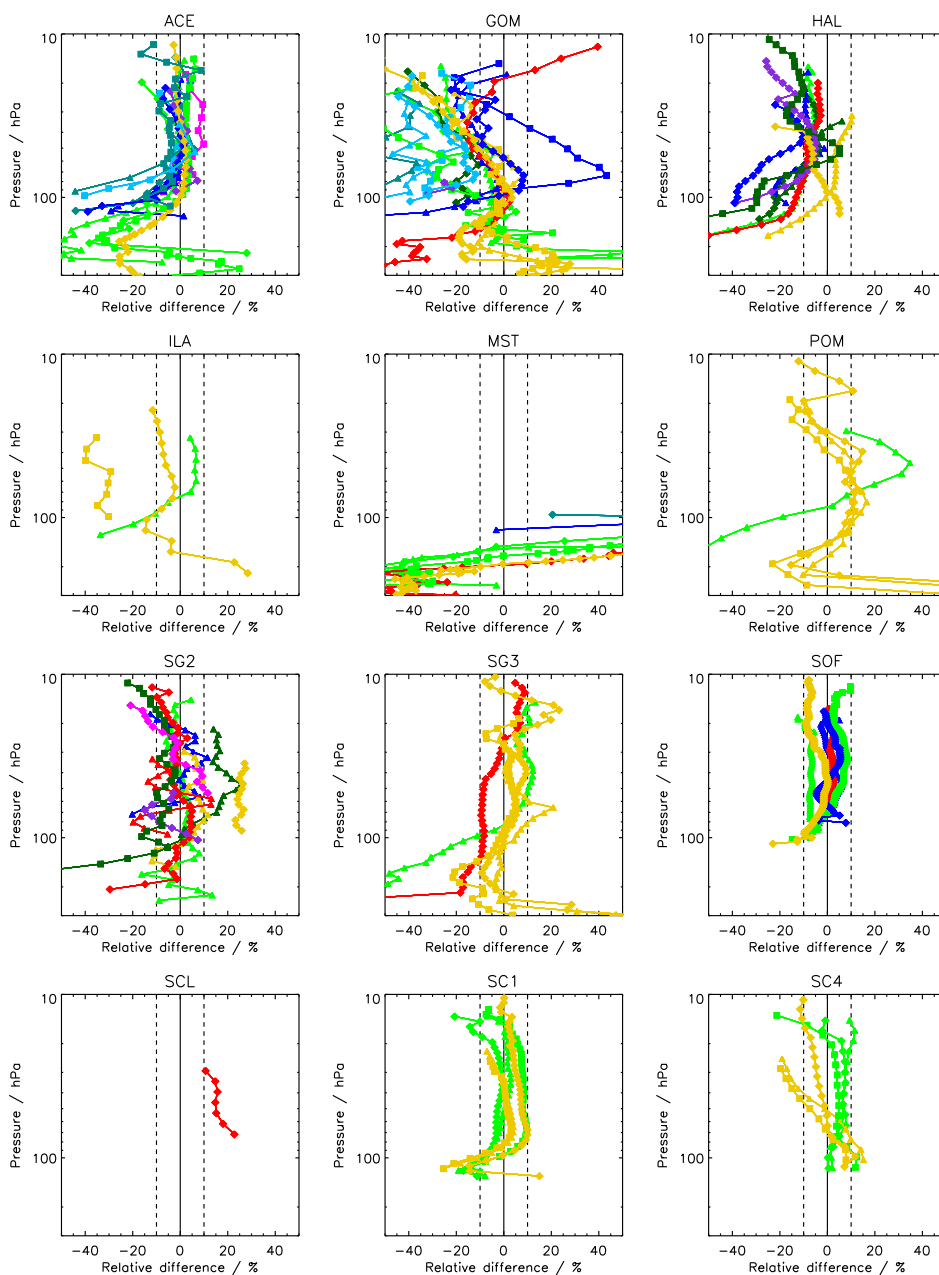 ACE GOM HAL
10 10 10
Pressure / hPa Pressure / hPa Pressure / hPa
100 100 100
−40 −20 0 20 40 −40 −20 0 20 40 −40 −20 0 20 40
Relative difference / % Relative difference / % Relative difference / %
ILA MST POM
10 10 10
Pressure / hPa Pressure / hPa Pressure / hPa
100 100 100
−40 −20 0 20 40 −40 −20 0 20 40 −40 −20 0 20 40
Relative difference / % Relative difference / % Relative difference / %
SG2 SG3 SOF
10 10 10
Pressure / hPa Pressure / hPa Pressure / hPa
100 100 100
−40 −20 0 20 40 −40 −20 0 20 40 −40 −20 0 20 40
Relative difference / % Relative difference / % Relative difference / %
SCL SC1 SC4
10 10 10
Pressure / hPa Pressure / hPa Pressure / hPa
100 100 100
−40 −20 0 20 40 −40 −20 0 20 40 −40 −20 0 20 40
Relative difference / % Relative difference / % Relative difference / %